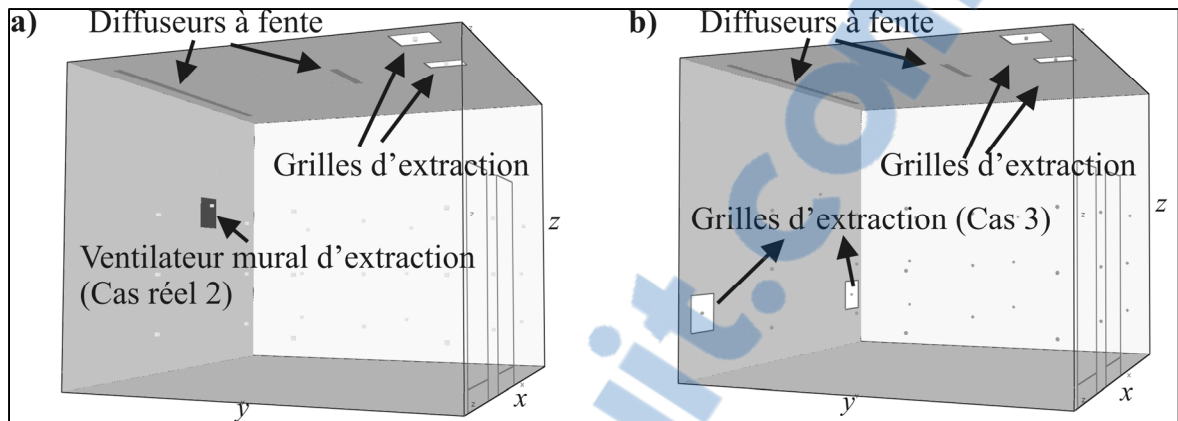 a)
Diffuseurs à fente
Grilles d'extraction
Ventilateur mural d'extraction
(Cas réel 2)
z
y
x
b)
Diffuseurs à fente
Grilles d'extraction
Grilles d'extraction (Cas 3)
z
y
x